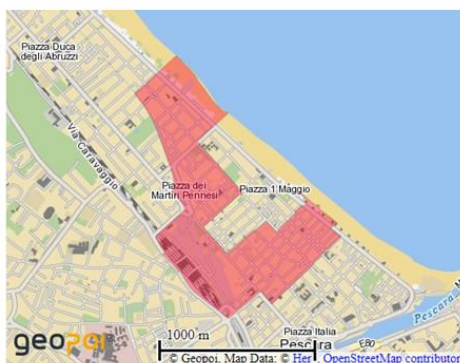 Piazza Duca
degli Abruzzi
Via Caravaggio
Piazza dei
Martiri Pennesi
Piazza 1 Maggio
Piazza Italia
Pescara
Pescara
E80
1000 m
geopoi
© Geopoi, Map Data: © Her OpenStreetMap contributor